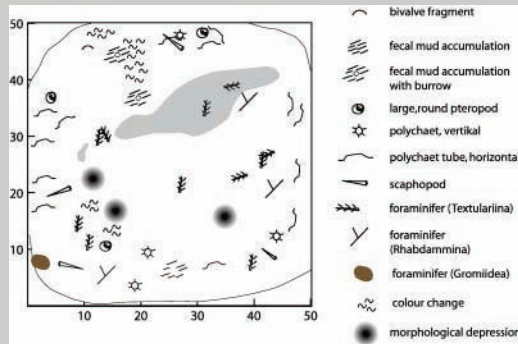 50
40
30
20
10
10
20
30
40
50
bivalve fragment
fecal mud accumulation
fecal mud accumulation
with burrow
large,round pteropod
polychaet, vertikal
polychaet tube, horizontal
scaphopod
foraminifer (Textulariina)
foraminifer
(Rhabdammina)
foraminifer (Gromiidea)
colour change
morphological depression